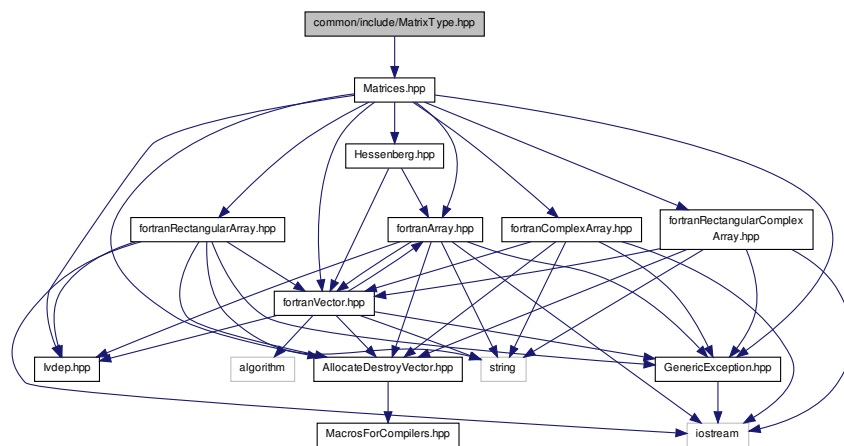 common/include/MatrixType.hpp
Matrices.hpp
Hessenberg.hpp
fortranRectangularArray.hpp
fortranArray.hpp
fortranComplexArray.hpp
fortranRectangularComplex
Array.hpp
fortranVector.hpp
Ivdep.hpp
algorithm
AllocateDestroyVector.hpp
string
GenericException.hpp
MacrosForCompilers.hpp
iostream